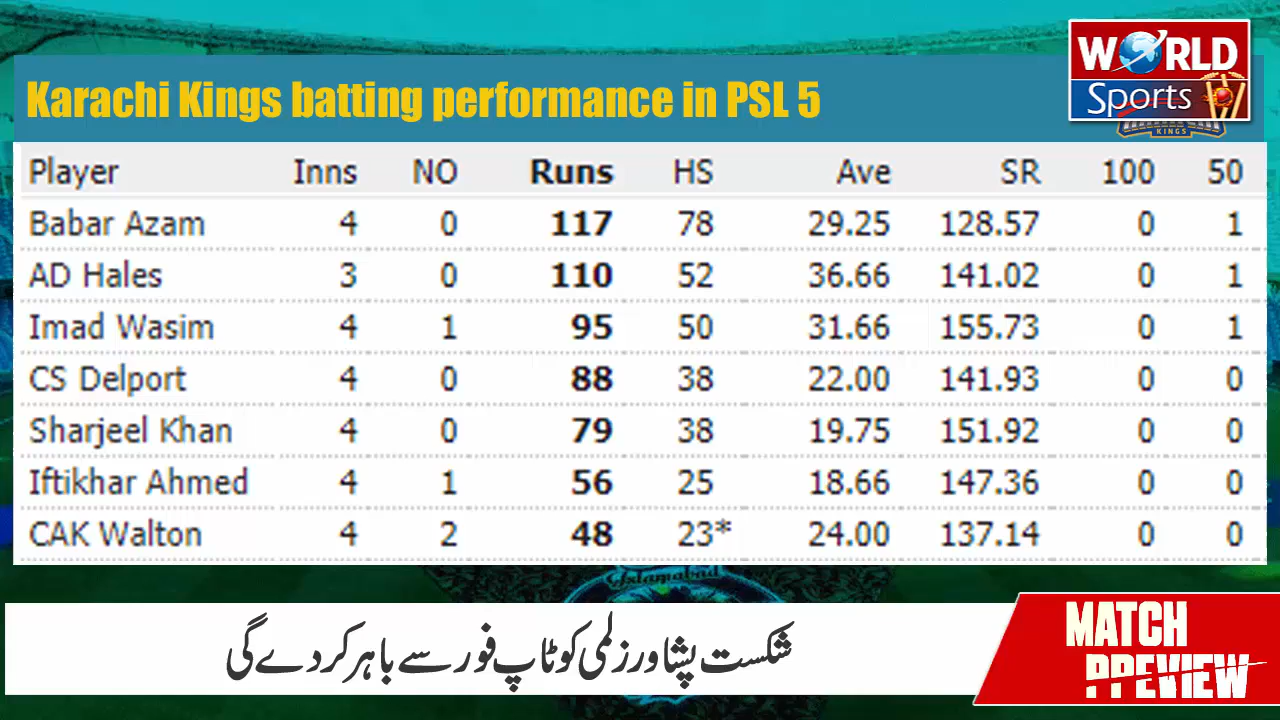 WORLD
Sports
KINGS
Karachi Kings batting performance in PSL 5
Player Inns NO Runs HS Ave SR 100 50
Babar Azam 4 0 117 78 29.25 128.57 0 1
AD Hales 3 0 110 52 36.66 141.02 0 1
Imad Wasim 4 1 95 50 31.66 155.73 0 1
CS Delport 4 0 88 38 22.00 141.93 0 0
Sharjeel Khan 4 0 79 38 19.75 151.92 0 0
Iftikhar Ahmed 4 1 56 25 18.66 147.36 0 0
CAK Walton 4 2 48 23* 24.00 137.14 0 0
Islamabad
شکست پشاور زلمی کو ٹاپ فور سے باہر کر دے گی
MATCH
PREVIEW